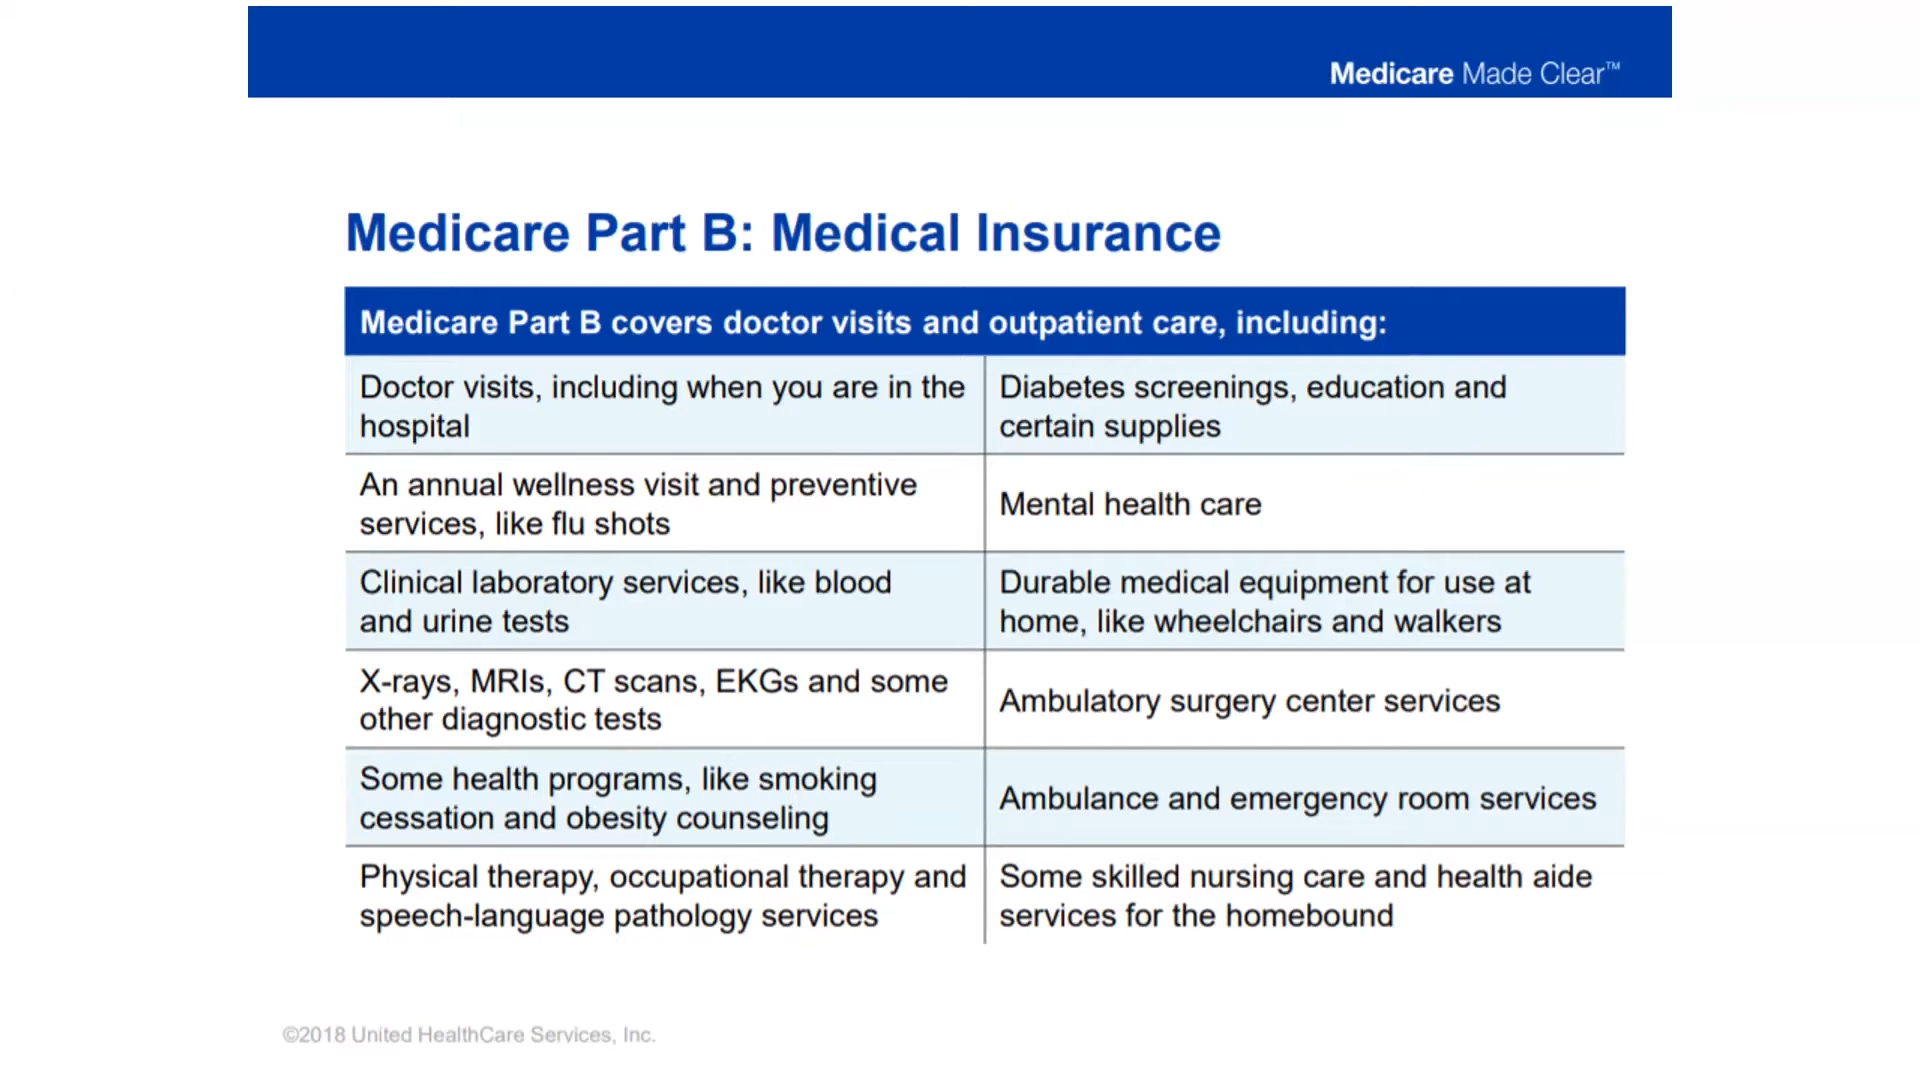 Medicare Made Clear™
Medicare Part B: Medical Insurance
Medicare Part B covers doctor visits and outpatient care, including:
Doctor visits, including when you are in the
hospital
Diabetes screenings, education and
certain supplies
An annual wellness visit and preventive
services, like flu shots
Mental health care
Clinical laboratory services, like blood
and urine tests
Durable medical equipment for use at
home, like wheelchairs and walkers
X-rays, MRIs, CT scans, EKGs and some
other diagnostic tests
Ambulatory surgery center services
Some health programs, like smoking
cessation and obesity counseling
Ambulance and emergency room services
Physical therapy, occupational therapy and
speech-language pathology services
Some skilled nursing care and health aide
services for the homebound
©2018 United HealthCare Services, Inc.